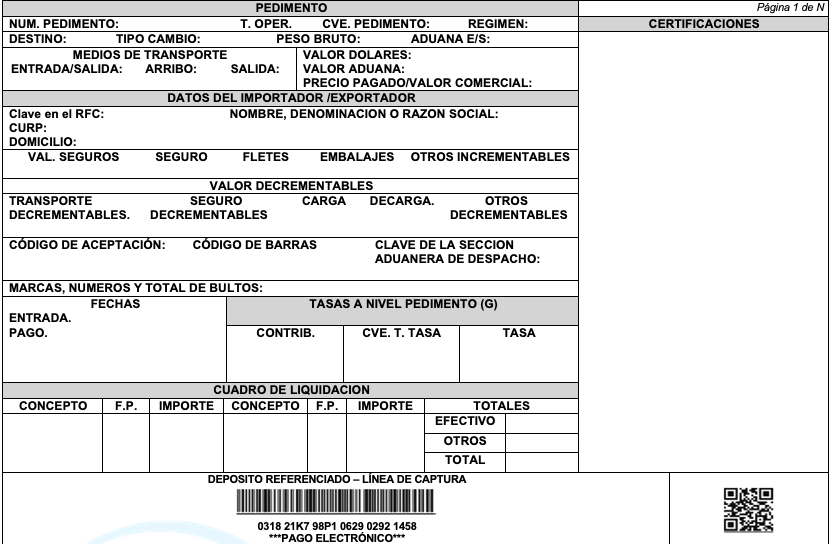 PEDIMENTO
Página 1 de N
NUM. PEDIMENTO: T. OPER. CVE. PEDIMENTO: REGIMEN:
CERTIFICACIONES
DESTINO: TIPO CAMBIO: PESO BRUTO: ADUANA E/S:
MEDIOS DE TRANSPORTE
ENTRADA/SALIDA: ARRIBO: SALIDA:
VALOR DOLARES:
VALOR ADUANA:
PRECIO PAGADO/VALOR COMERCIAL:
DATOS DEL IMPORTADOR /EXPORTADOR
Clave en el RFC: NOMBRE, DENOMINACION O RAZON SOCIAL:
CURP:
DOMICILIO:
VAL. SEGUROS SEGURO FLETES EMBALAJES OTROS INCREMENTABLES
VALOR DECREMENTABLES
TRANSPORTE SEGURO CARGA DECARGA. OTROS
DECREMENTABLES. DECREMENTABLES DECREMENTABLES
CÓDIGO DE ACEPTACIÓN: CÓDIGO DE BARRAS CLAVE DE LA SECCION
ADUANERA DE DESPACHO:
MARCAS, NUMEROS Y TOTAL DE BULTOS:
FECHAS
ENTRADA.
PAGO.
TASAS A NIVEL PEDIMENTO (G)
CONTRIB. CVE. T. TASA TASA
CUADRO DE LIQUIDACION
CONCEPTO F.P. IMPORTE CONCEPTO F.P. IMPORTE TOTALES
EFECTIVO
OTROS
TOTAL
DEPOSITO REFERENCIADO – LÍNEA DE CAPTURA
0318 21K7 98P1 0629 0292 1458
***PAGO ELECTRÓNICO***